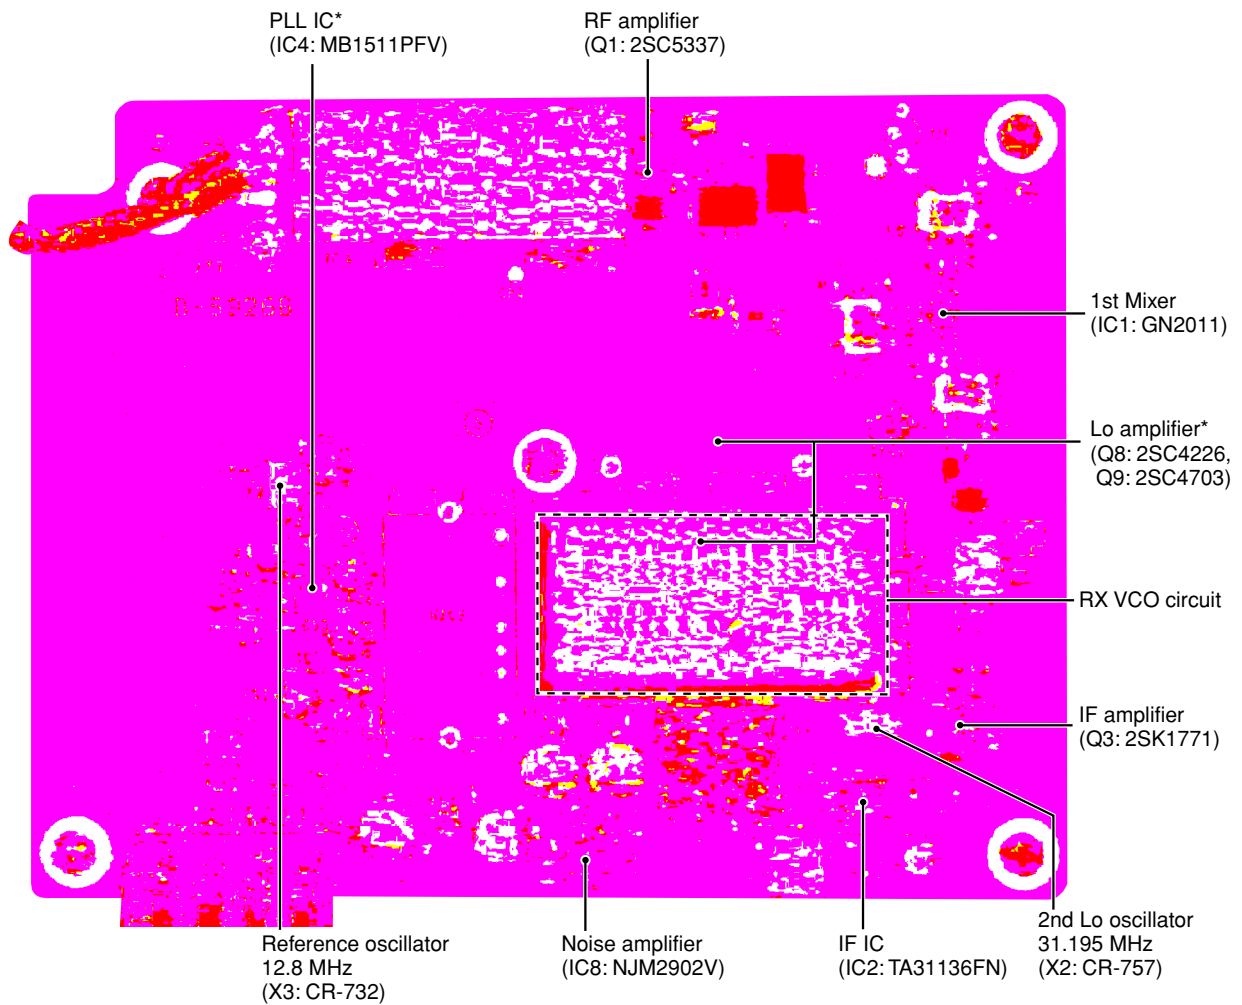 PLL IC*
(IC4: MB1511PFV)
RF amplifier
(Q1: 2SC5337)
1st Mixer
(IC1: GN2011)
Lo amplifier*
(Q8: 2SC4226,
Q9: 2SC4703)
RX VCO circuit
IF amplifier
(Q3: 2SK1771)
2nd Lo oscillator
31.195 MHz
(X2: CR-757)
IF IC
(IC2: TA31136FN)
Noise amplifier
(IC8: NJM2902V)
Reference oscillator
12.8 MHz
(X3: CR-732)